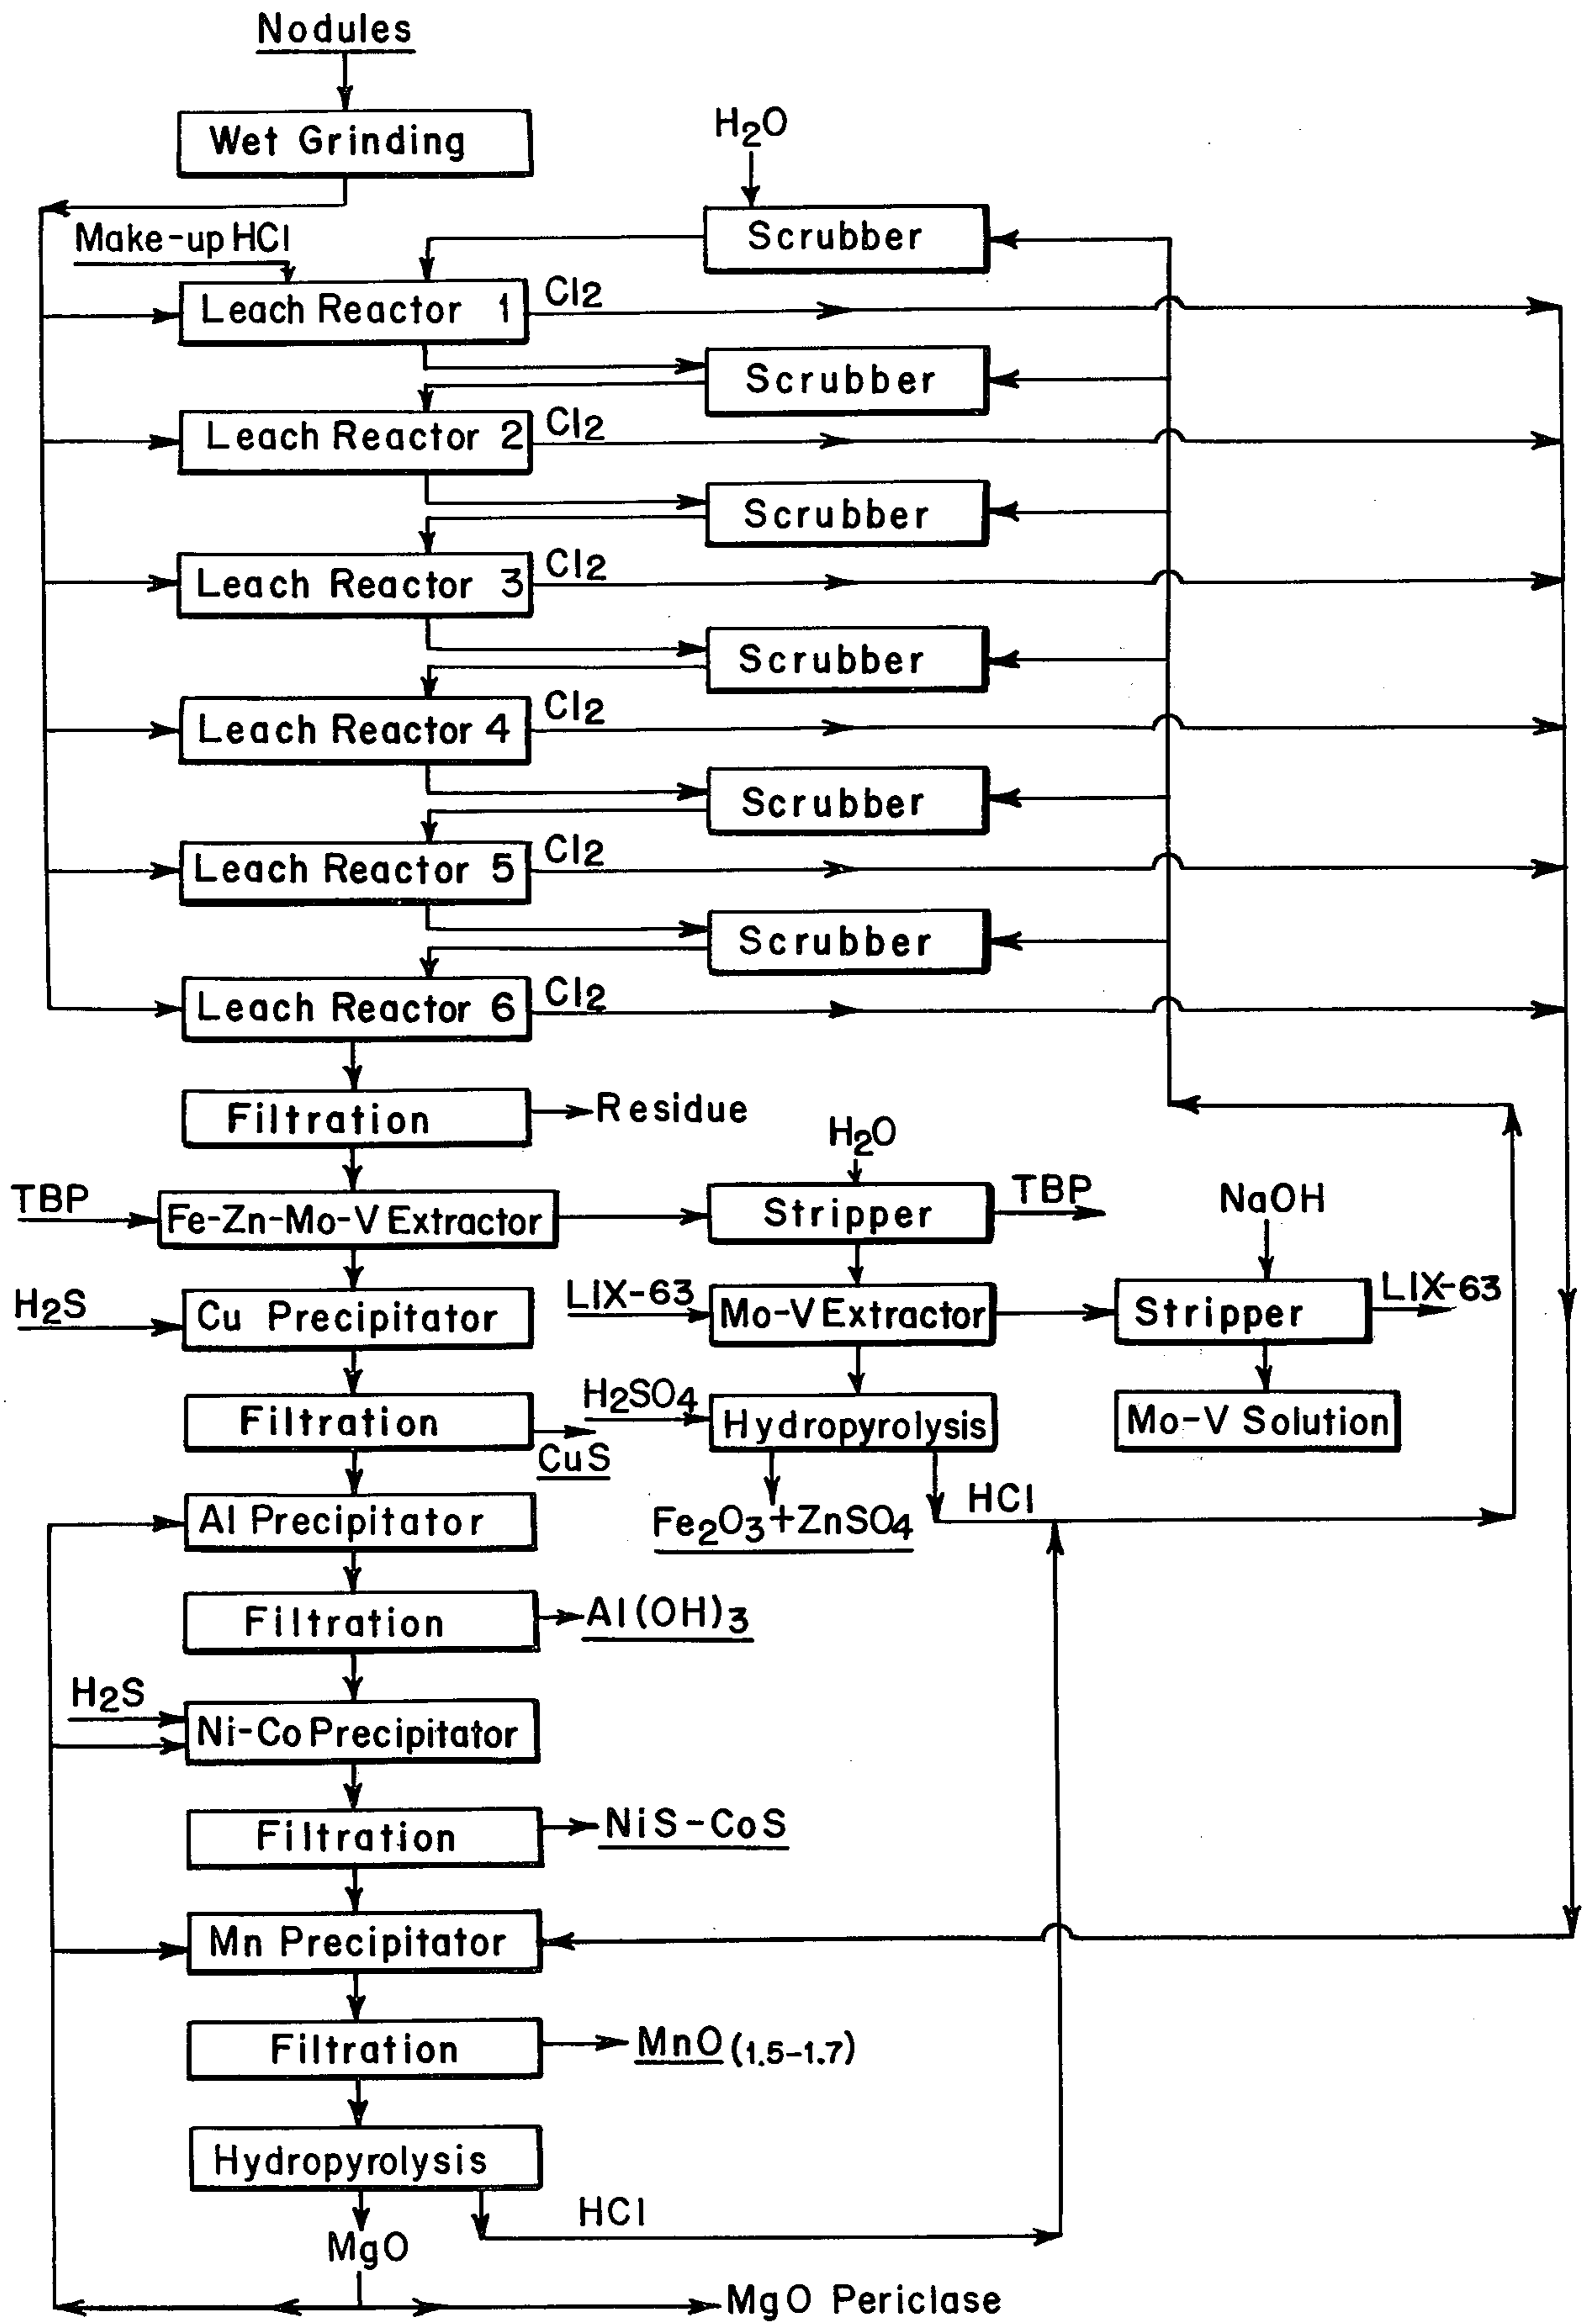 Nodules
Wet Grinding
H2O
Scrubber
Make-up HCl
Leach Reactor 1
Cl2
Scrubber
Leach Reactor 2
Cl2
Scrubber
Leach Reactor 3
Cl2
Scrubber
Leach Reactor 4
Cl2
Scrubber
Leach Reactor 5
Cl2
Scrubber
Leach Reactor 6
Cl2
Filtration
Residue
H2O
TBP
Fe-Zn-Mo-V Extractor
Stripper
TBP
NaOH
H2S
Cu Precipitator
LIX-63
Mo-V Extractor
Stripper
LIX-63
Filtration
CuS
H2SO4
Hydropyrolysis
Mo-V Solution
Al Precipitator
Fe2O3+ZnSO4
HCl
Filtration
Al(OH)3
H2S
Ni-Co Precipitator
Filtration
NiS-CoS
Mn Precipitator
Filtration
MnO (1.5-1.7)
Hydropyrolysis
HCl
MgO
MgO Periclase